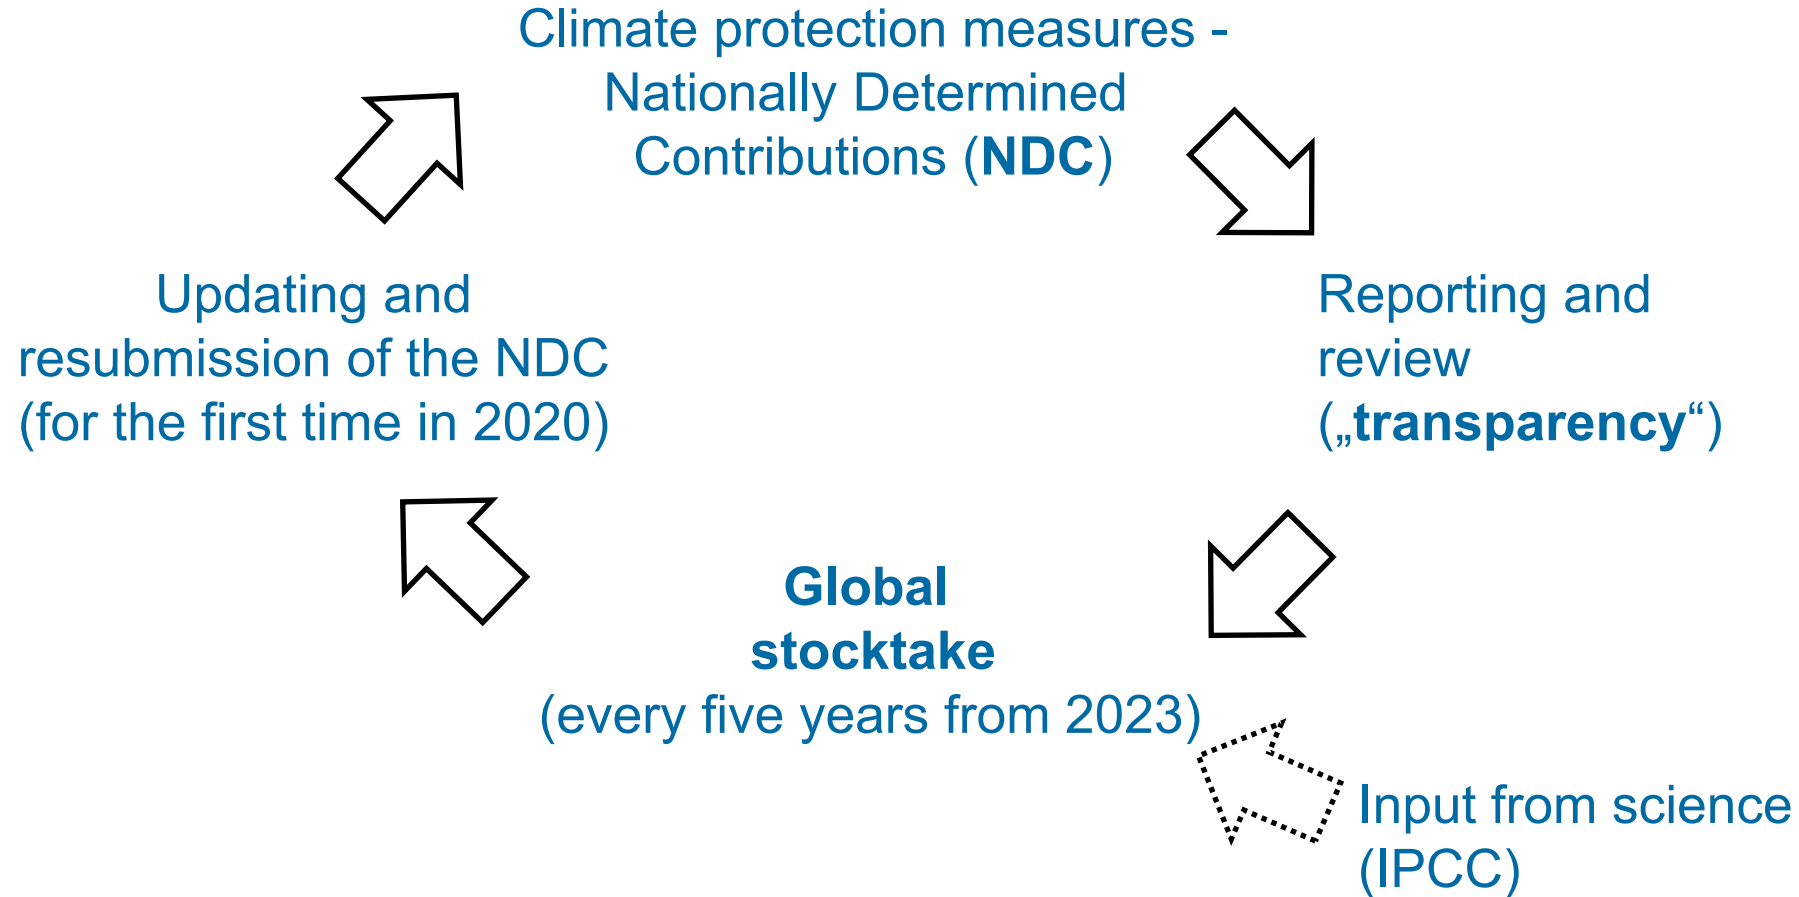 Climate protection measures -
Nationally Determined
Contributions (NDC)
Updating and
resubmission of the NDC
(for the first time in 2020)
Reporting and
review
(„transparency“)
Global
stocktake
(every five years from 2023)
Input from science
(IPCC)